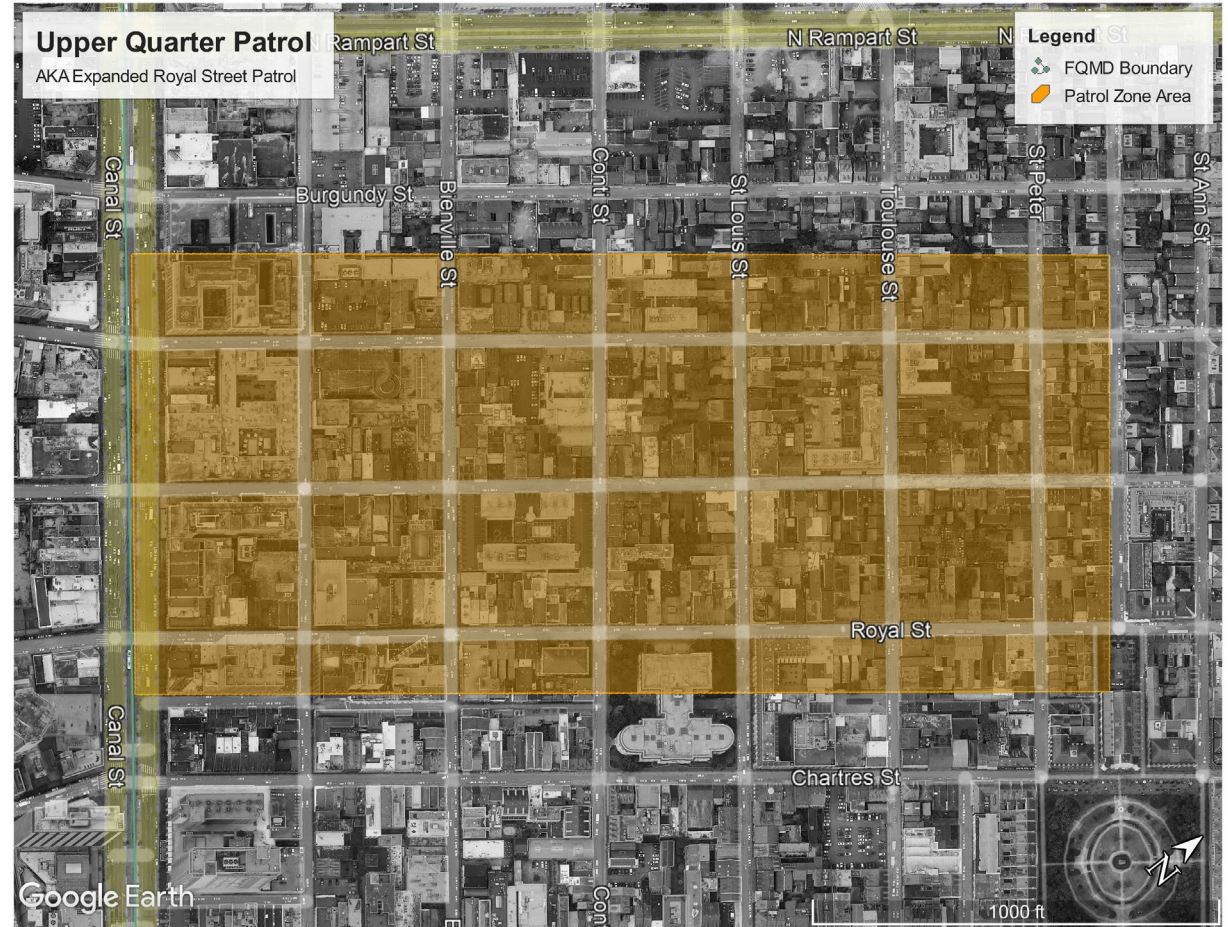 Upper Quarter Patrol
AKA Expanded Royal Street Patrol
N Rampart St
N Rampart St
N
St
Legend
FQMD Boundary
Patrol Zone Area
Canal St
Burgundy St
Bienville St
Conti St
St Louis St
Toulouse St
St Peter
St Ann St
Royal St
Canal St
Chartres St
Con
Google Earth
1000 ft
N